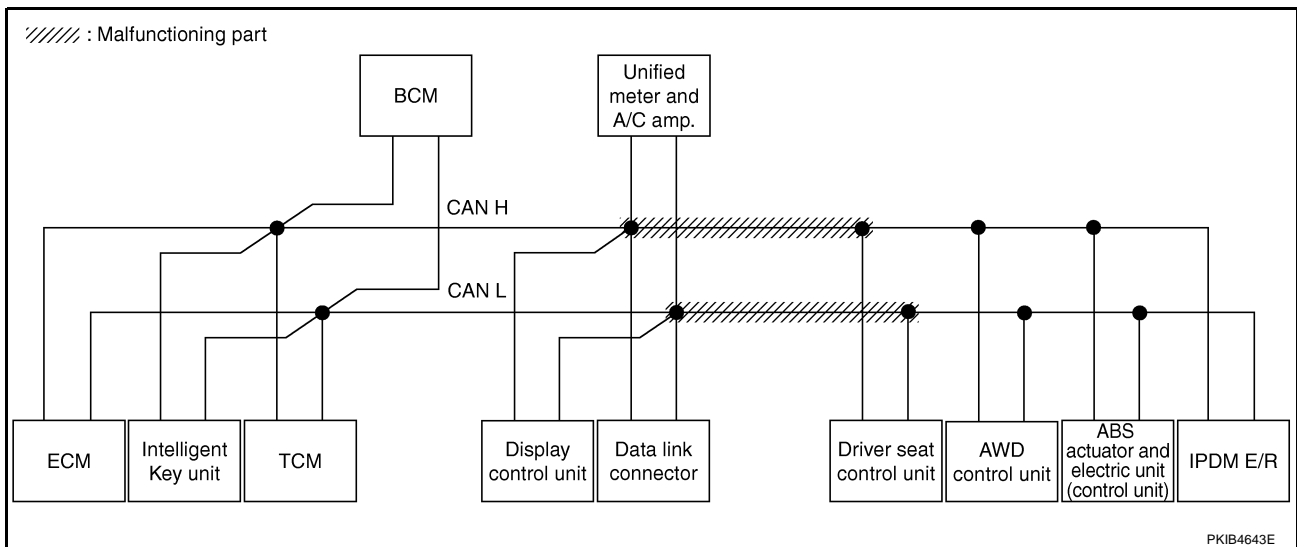 : Malfunctioning part
BCM
Unified
meter and
A/C amp.
CAN H
CAN L
ECM
Intelligent
Key unit
TCM
Display
control unit
Data link
connector
Driver seat
control unit
AWD
control unit
ABS
actuator and
electric unit
(control unit)
IPDM E/R
PKIB4643E